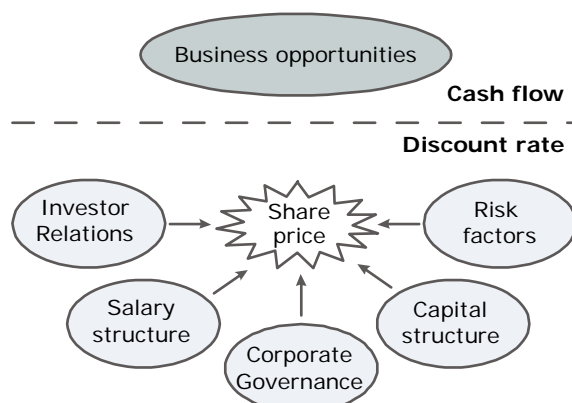 Business opportunities
Cash flow
Discount rate
Investor
Relations
Share
price
Risk
factors
Salary
structure
Capital
structure
Corporate
Governance